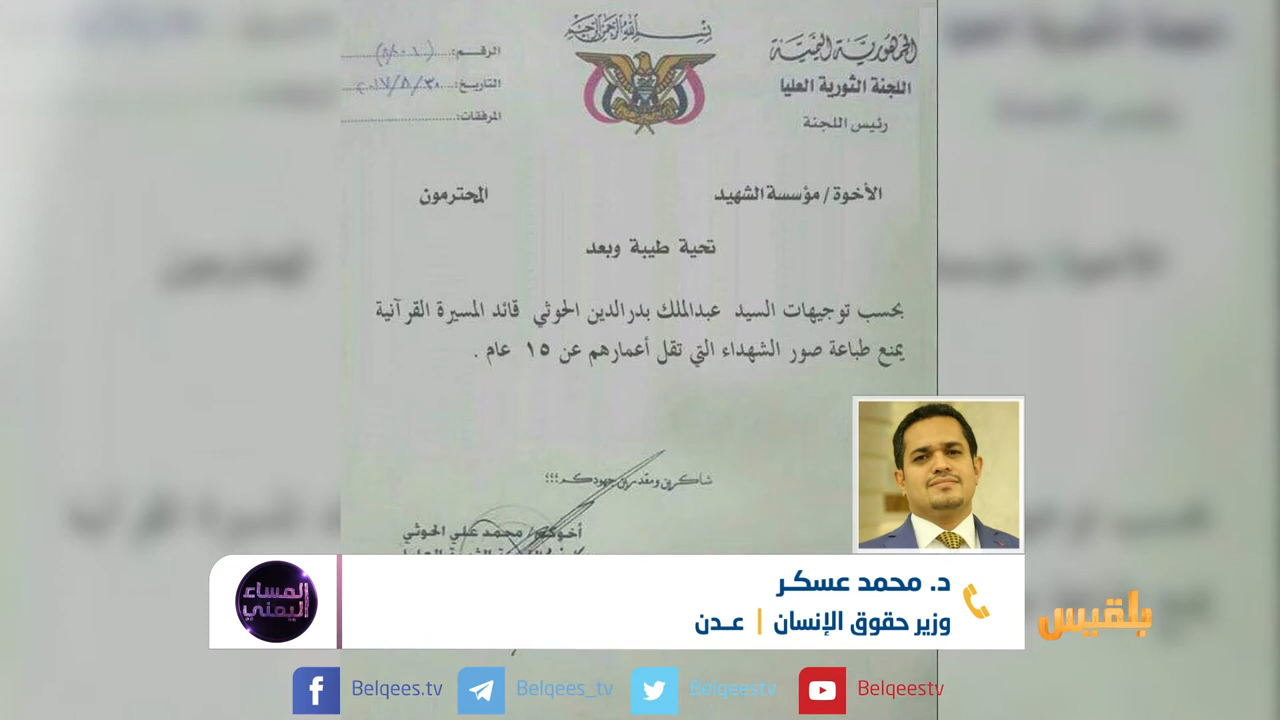 بسم الله الرحمن الرحيم
الجمهورية اليمنية
اللجنة الثورية العليا
رئيس اللجنة
الرقم:
التاريخ: ٢٠١٧/٨/٣٠
المرفقات:
الأخوة / مؤسسة الشهيد المحترمون
تحية طيبة وبعد
بحسب توجيهات السيد عبدالملك بدرالدين الحوثي قائد المسيرة القرآنية
يمنع طباعة صور الشهداء التي تقل أعمارهم عن ١٥ عام .
شاكرين ومقدرين جهودكم؛؛؛
أخوكم/ محمد علي الحوثي
د. محمد عسكر
وزير حقوق الإنسان | عدن
المساء اليمني
بلقيس
Belqees.tv
Belqees_tv
Belqeestv
Belqeestv